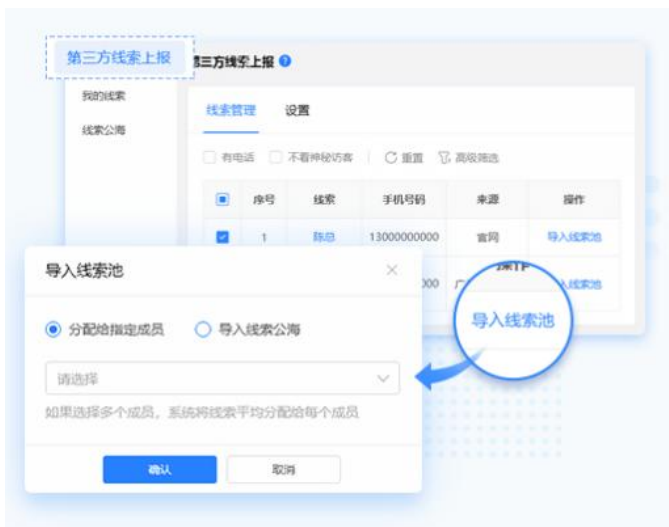 第三方线索上报
三方线索上报
我的线索
线索公海
线索管理 设置
有电话 不看神秘访客 重置 高级筛选
序号 线索 手机号码 来源 操作
1 陈总 13000000000 官网 导入线索池
导入线索池
000
线索池
导入线索池
分配给指定成员 导入线索公海
请选择
如果选择多个成员，系统将线索平均分配给每个成员
确认 取消